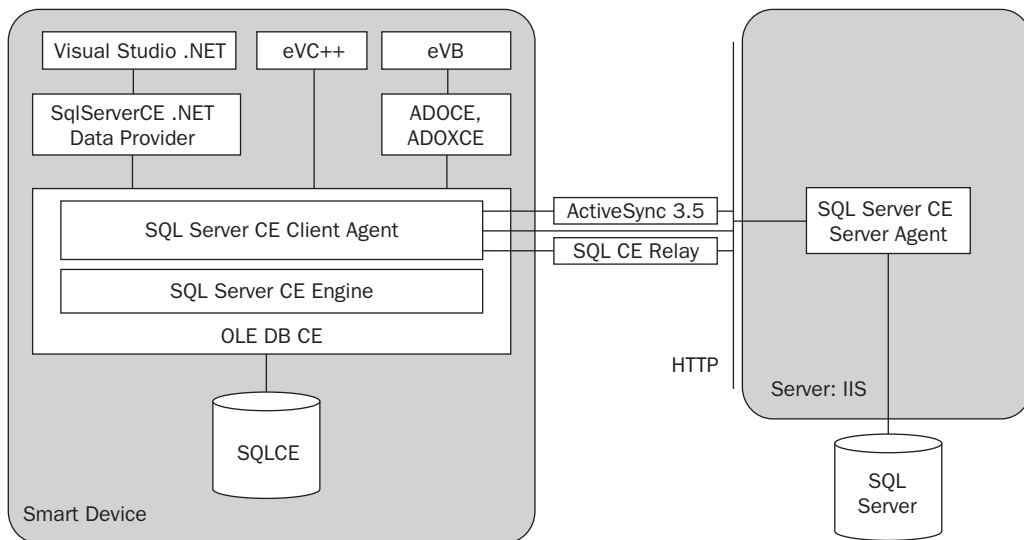 Visual Studio .NET
eVC++
eVB
SqlServerCE .NET
Data Provider
ADOCE,
ADOXCE
SQL Server CE Client Agent
SQL Server CE Engine
OLE DB CE
SQLCE
Smart Device
ActiveSync 3.5
SQL CE Relay
HTTP
SQL Server CE
Server Agent
Server: IIS
SQL
Server